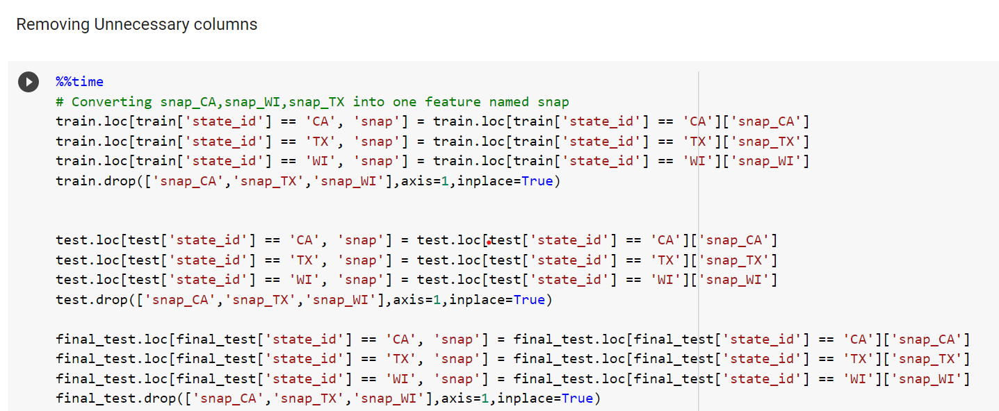 Removing Unnecessary columns
%%time
# Converting snap_CA,snap_WI,snap_TX into one feature named snap
train.loc[train['state_id'] == 'CA', 'snap'] = train.loc[train['state_id'] == 'CA']['snap_CA']
train.loc[train['state_id'] == 'TX', 'snap'] = train.loc[train['state_id'] == 'TX']['snap_TX']
train.loc[train['state_id'] == 'WI', 'snap'] = train.loc[train['state_id'] == 'WI']['snap_WI']
train.drop(['snap_CA','snap_TX','snap_WI'],axis=1,inplace=True)
test.loc[test['state_id'] == 'CA', 'snap'] = test.loc[test['state_id'] == 'CA']['snap_CA']
test.loc[test['state_id'] == 'TX', 'snap'] = test.loc[test['state_id'] == 'TX']['snap_TX']
test.loc[test['state_id'] == 'WI', 'snap'] = test.loc[test['state_id'] == 'WI']['snap_WI']
test.drop(['snap_CA','snap_TX','snap_WI'],axis=1,inplace=True)
final_test.loc[final_test['state_id'] == 'CA', 'snap'] = final_test.loc[final_test['state_id'] == 'CA']['snap_CA']
final_test.loc[final_test['state_id'] == 'TX', 'snap'] = final_test.loc[final_test['state_id'] == 'TX']['snap_TX']
final_test.loc[final_test['state_id'] == 'WI', 'snap'] = final_test.loc[final_test['state_id'] == 'WI']['snap_WI']
final_test.drop(['snap_CA','snap_TX','snap_WI'],axis=1,inplace=True)